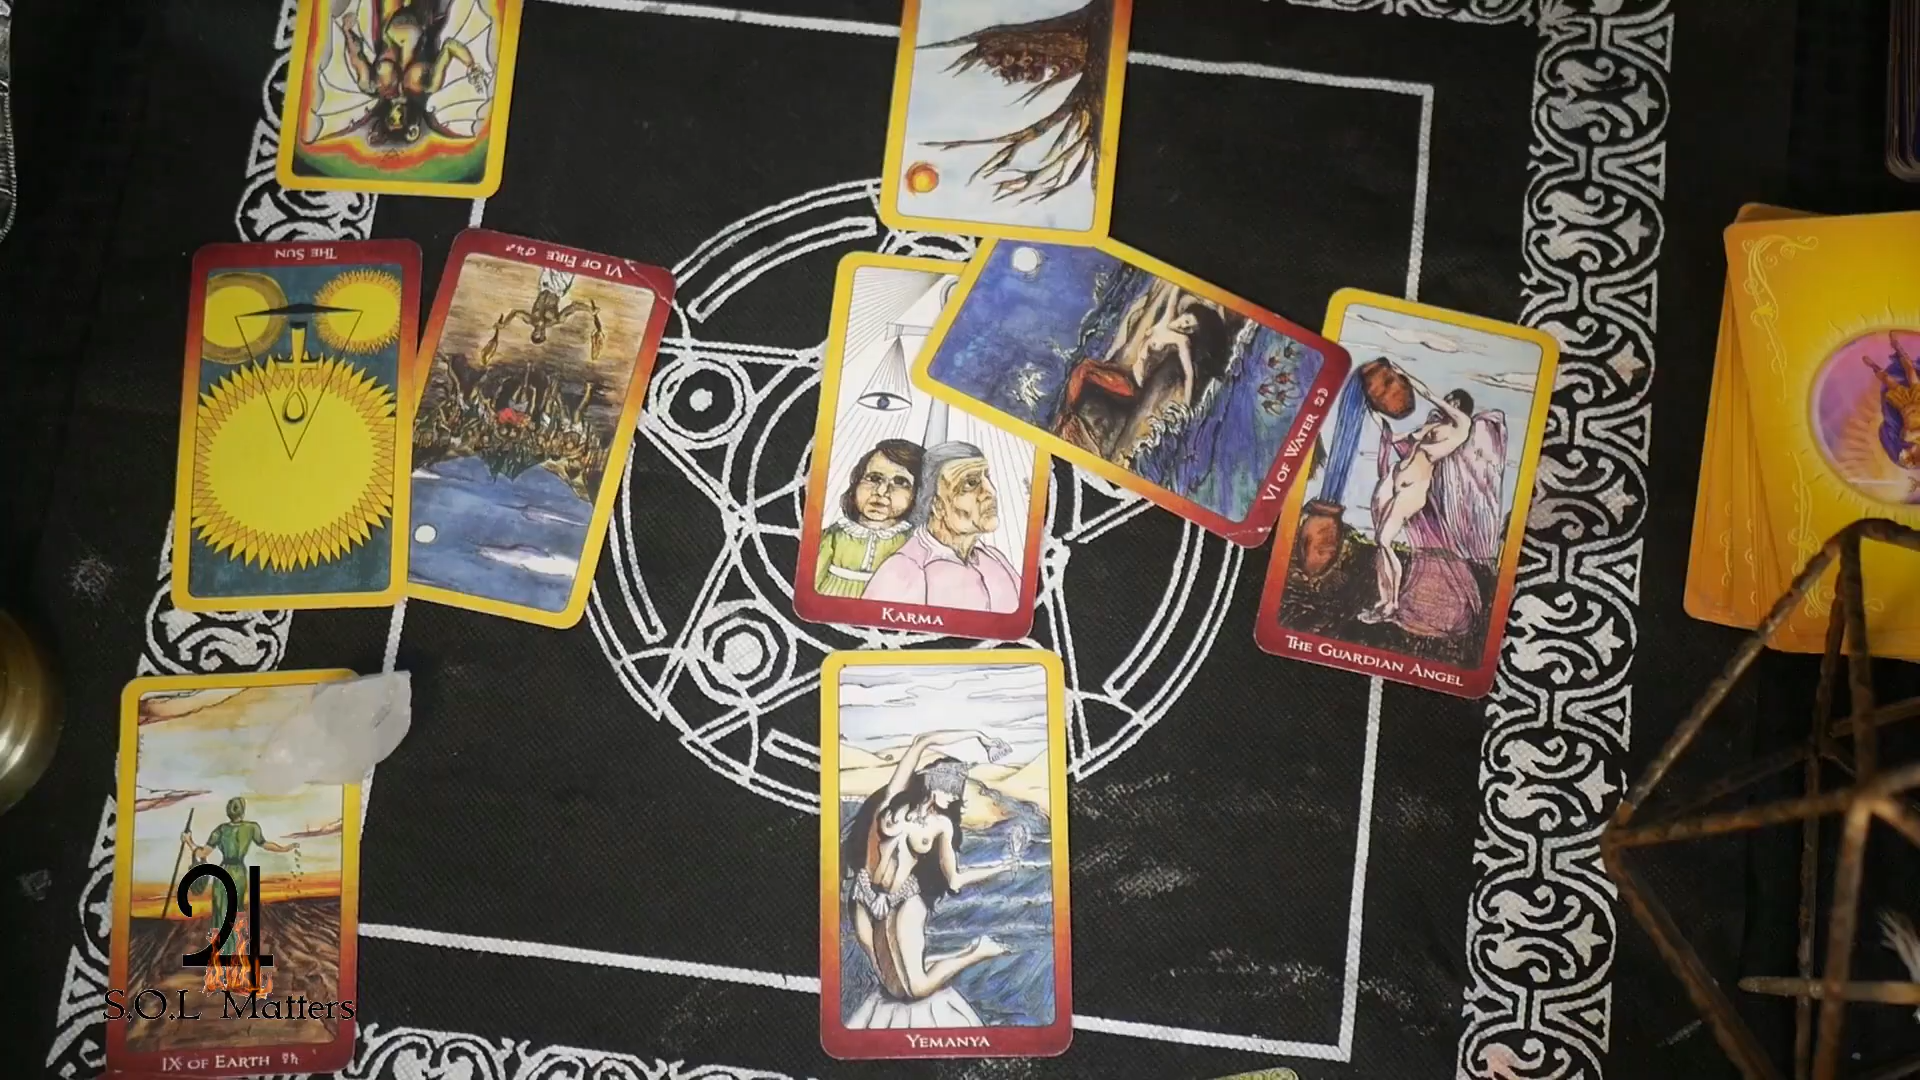 THE SUN
VI OF FIRE
VI OF WATER
KARMA
THE GUARDIAN ANGEL
S.O.L Matters
YEMANYA
IX OF EARTH